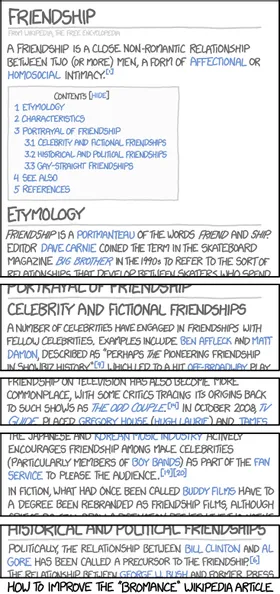 FRIENDSHIP
FROM WIKIPEDIA, THE FREE ENCYCLOPEDIA
A FRIENDSHIP IS A CLOSE NON-ROMANTIC RELATIONSHIP
BETWEEN TWO (OR MORE) MEN, A FORM OF AFFECTIONAL OR
HOMOSOCIAL INTIMACY.[1]
CONTENTS [HIDE]
1 ETYMOLOGY
2 CHARACTERISTICS
3 PORTRAYAL OF FRIENDSHIP
3.1 CELEBRITY AND FICTIONAL FRIENDSHIPS
3.2 HISTORICAL AND POLITICAL FRIENDSHIPS
3.3 GAY-STRAIGHT FRIENDSHIPS
4 SEE ALSO
5 REFERENCES
ETYMOLOGY
FRIENDSHIP IS A PORTMANTEAU OF THE WORDS FRIEND AND SHIP.
EDITOR DAVE CARNIE COINED THE TERM IN THE SKATEBOARD
MAGAZINE BIG BROTHER IN THE 1990s TO REFER TO THE SORT OF
RELATIONSHIPS THAT DEVELOP BETWEEN SKATERS WHO SPEND
PORTRAYAL OF FRIENDSHIP
CELEBRITY AND FICTIONAL FRIENDSHIPS
A NUMBER OF CELEBRITIES HAVE ENGAGED IN FRIENDSHIPS WITH
FELLOW CELEBRITIES. EXAMPLES INCLUDE BEN AFFLECK AND MATT
DAMON, DESCRIBED AS "PERHAPS THE PIONEERING FRIENDSHIP
IN SHOWBIZ HISTORY"[9], WHICH LED TO A HIT OFF-BROADWAY PLAY
FRIENDSHIP ON TELEVISION HAS ALSO BECOME MORE
COMMONPLACE, WITH SOME CRITICS TRACING ITS ORIGINS BACK
TO SUCH SHOWS AS THE ODD COUPLE.[14] IN OCTOBER 2008, TV
GUIDE PLACED GREGORY HOUSE (HUGH LAURIE) AND JAMES
THE JAPANESE AND KOREAN MUSIC INDUSTRY ACTIVELY
ENCOURAGES FRIENDSHIP AMONG MALE CELEBRITIES
(PARTICULARLY MEMBERS OF BOY BANDS) AS PART OF THE FAN
SERVICE TO PLEASE THE AUDIENCE.[19][20]
IN FICTION, WHAT HAD ONCE BEEN CALLED BUDDY FILMS HAVE TO
A DEGREE BEEN REBRANDED AS FRIENDSHIP FILMS, ALTHOUGH
HISTORICAL AND POLITICAL FRIENDSHIPS
POLITICALLY, THE RELATIONSHIP BETWEEN BILL CLINTON AND AL
GORE HAS BEEN CALLED A PRECURSOR TO THE FRIENDSHIP.[6]
THE RELATIONSHIP BETWEEN GEORGE W. BUSH AND FORMER PRESS
HOW TO IMPROVE THE "BROMANCE" WIKIPEDIA ARTICLE